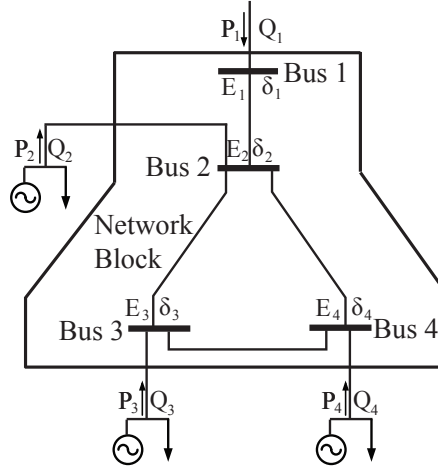 P₁ Q₁
E₁ δ₁ Bus 1
P₂ Q₂
E₂ δ₂
Bus 2
Network
Block
E₃ δ₃
Bus 3
E₄ δ₄
Bus 4
P₃ Q₃
P₄ Q₄